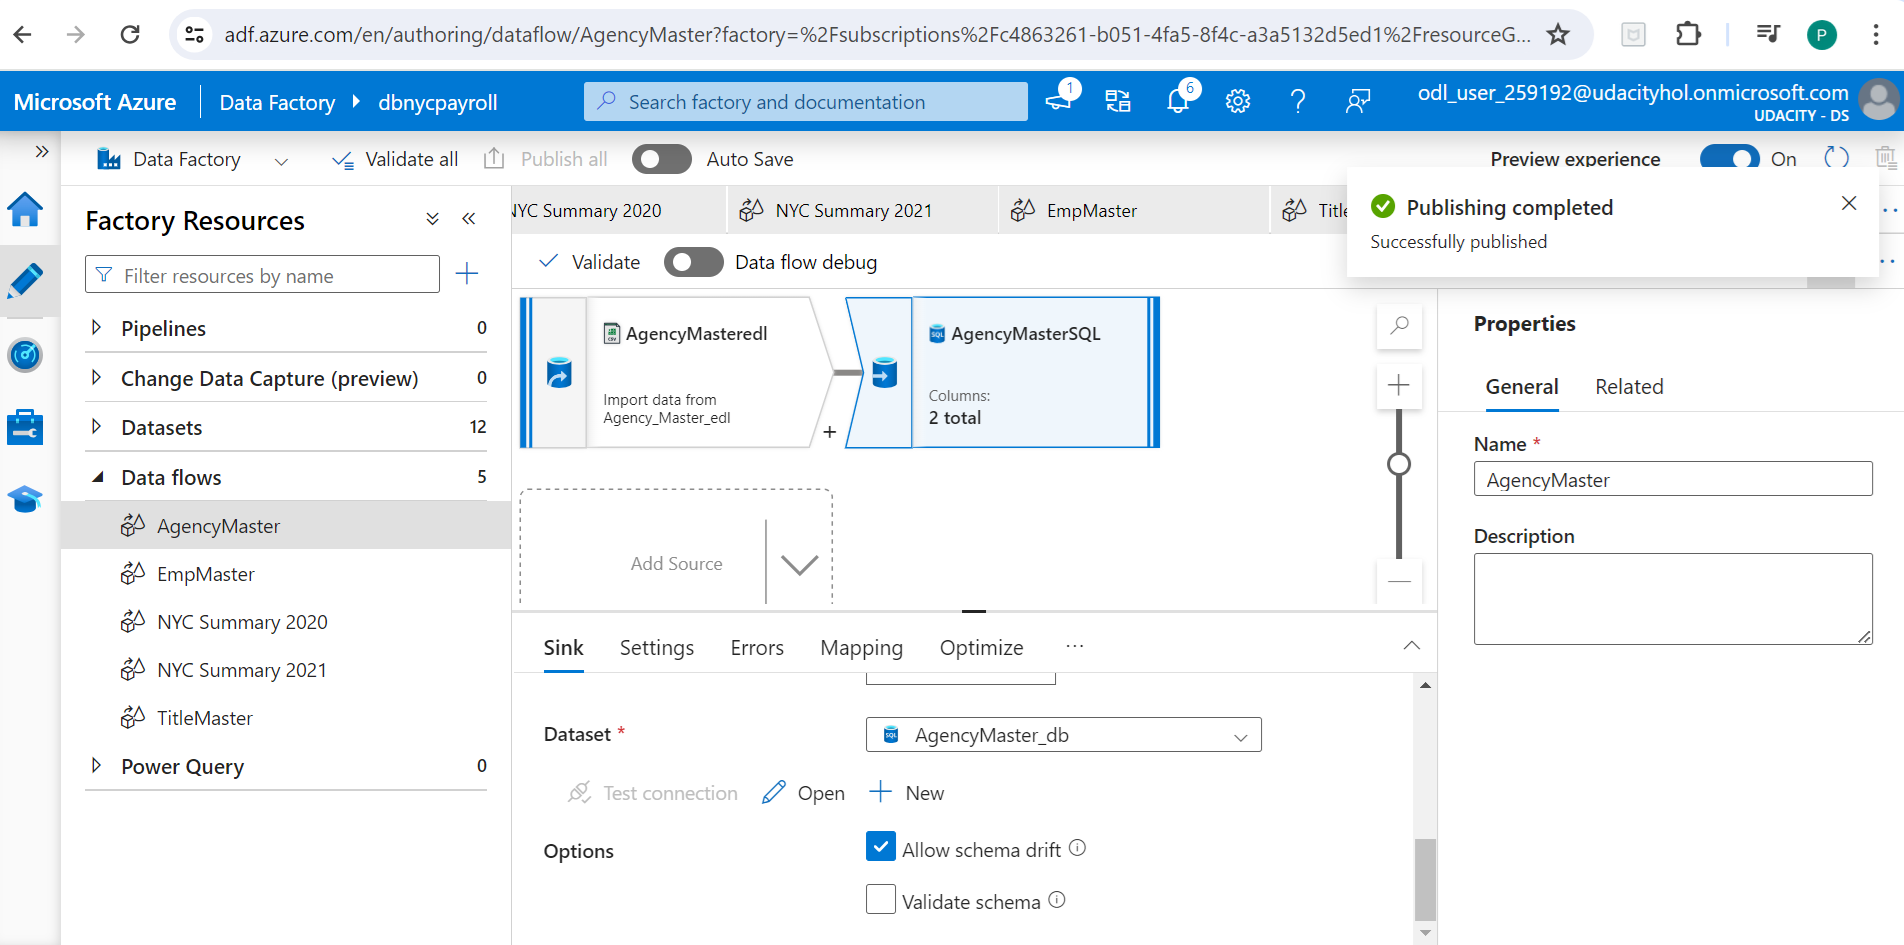 adf.azure.com/en/authoring/dataflow/AgencyMaster?factory=%2Fsubscriptions%2Fc4863261-b051-4fa5-8f4c-a3a5132d5ed1%2FresourceG...
P
Microsoft Azure
Data Factory
dbnycpayroll
Search factory and documentation
1
6
odl_user_259192@udacityhol.onmicrosoft.com
UDACITY - DS
Data Factory
Validate all
Publish all
Auto Save
Preview experience
On
Factory Resources
NYC Summary 2020
NYC Summary 2021
EmpMaster
Title
Publishing completed
Successfully published
Filter resources by name
Validate
Data flow debug
Pipelines 0
Change Data Capture (preview) 0
Datasets 12
Data flows 5
AgencyMaster
EmpMaster
NYC Summary 2020
NYC Summary 2021
TitleMaster
Power Query 0
CSV
AgencyMasteredl
Import data from
Agency_Master_edl
+
SQL
AgencyMasterSQL
Columns:
2 total
Add Source
Properties
General
Related
Name *
AgencyMaster
Description
Sink
Settings
Errors
Mapping
Optimize
...
Dataset *
SQL
AgencyMaster_db
Test connection
Open
New
Options
Allow schema drift
Validate schema